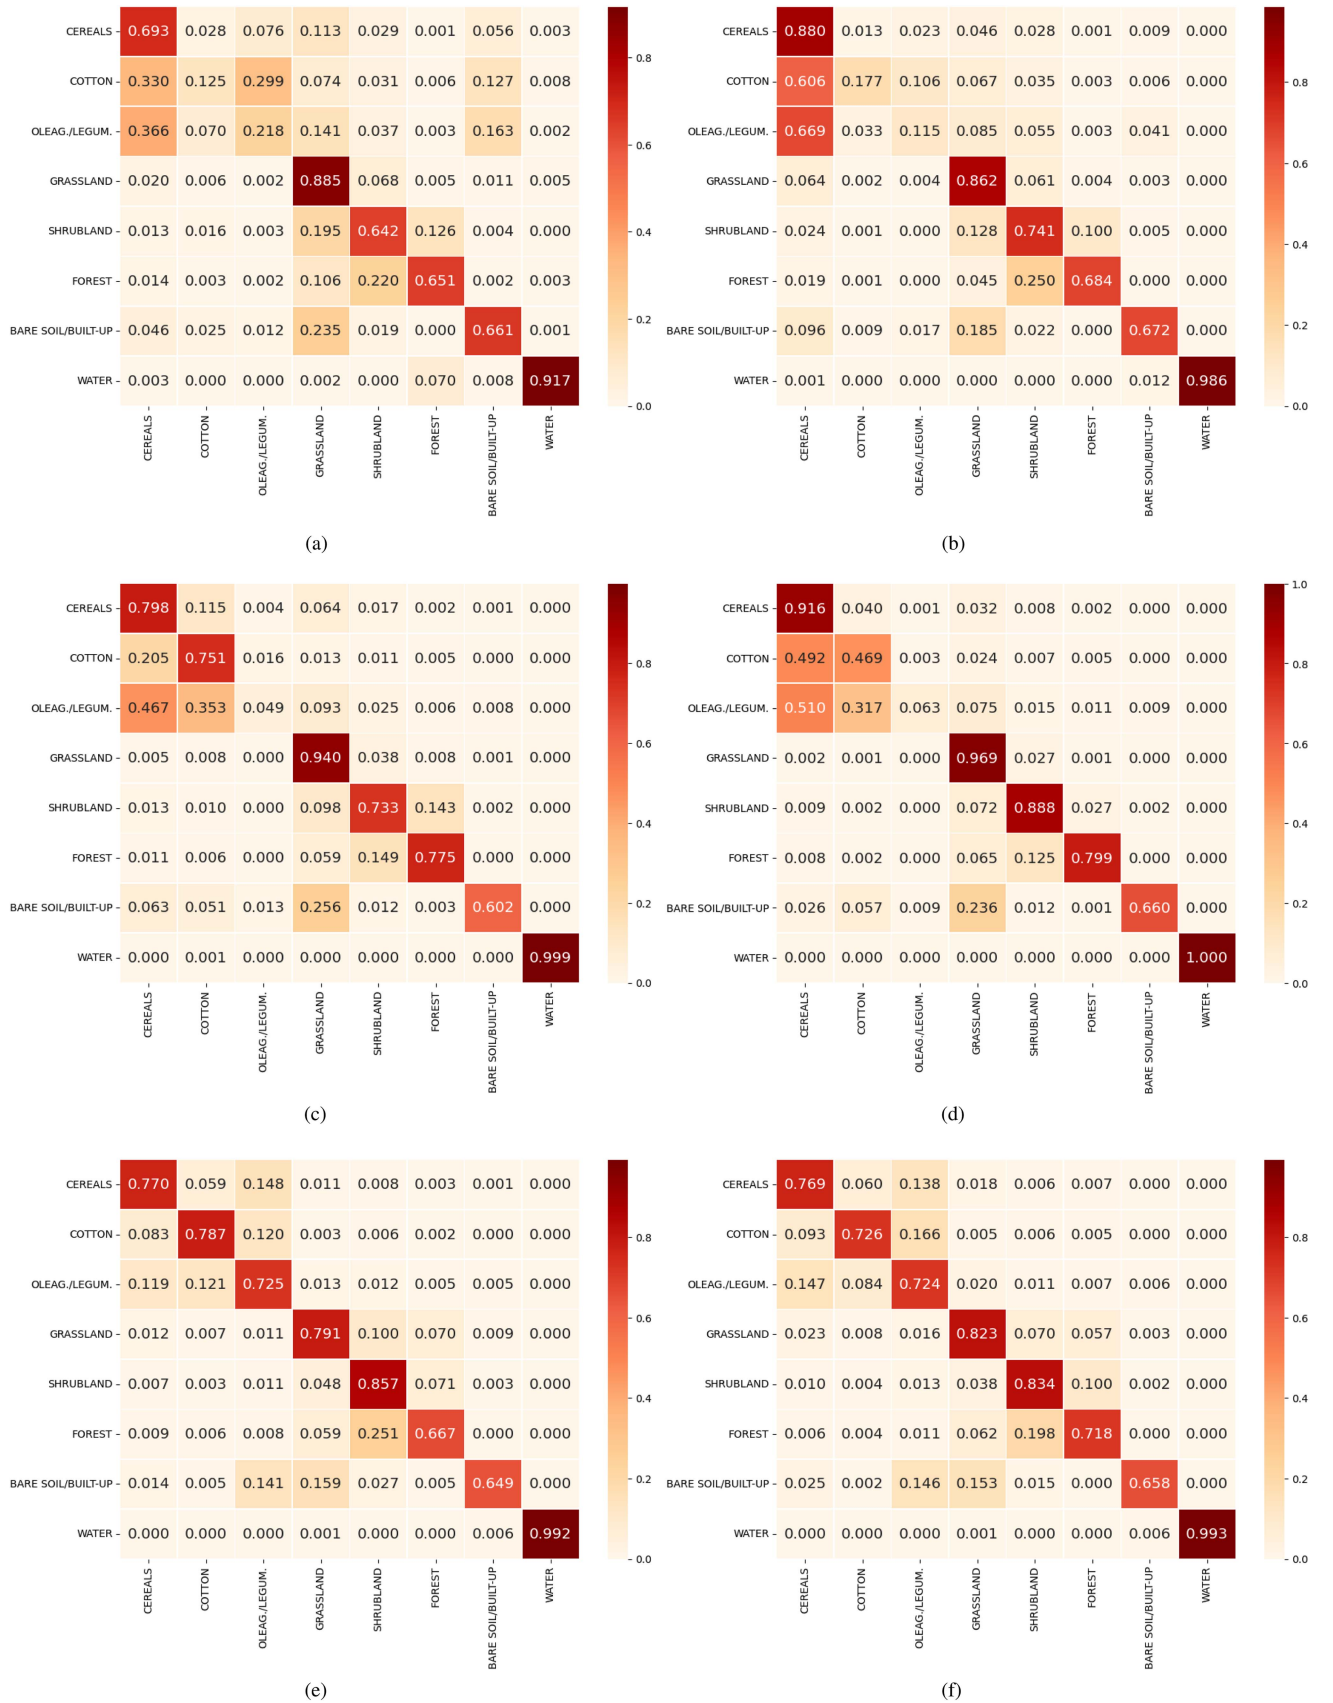 CEREALS 0.693 0.028 0.076 0.113 0.029 0.001 0.056 0.003
COTTON 0.330 0.125 0.299 0.074 0.031 0.006 0.127 0.008
OLEAG./LEGUM. 0.366 0.070 0.218 0.141 0.037 0.003 0.163 0.002
GRASSLAND 0.020 0.006 0.002 0.885 0.068 0.005 0.011 0.005
SHRUBLAND 0.013 0.016 0.003 0.195 0.642 0.126 0.004 0.000
FOREST 0.014 0.003 0.002 0.106 0.220 0.651 0.002 0.003
BARE SOIL/BUILT-UP 0.046 0.025 0.012 0.235 0.019 0.000 0.661 0.001
WATER 0.003 0.000 0.000 0.002 0.000 0.070 0.008 0.917
CEREALS COTTON OLEAG./LEGUM. GRASSLAND SHRUBLAND FOREST BARE SOIL/BUILT-UP WATER
0.8
0.6
0.4
0.2
0.0
(a)
CEREALS 0.880 0.013 0.023 0.046 0.028 0.001 0.009 0.000
COTTON 0.606 0.177 0.106 0.067 0.035 0.003 0.006 0.000
OLEAG./LEGUM. 0.669 0.033 0.115 0.085 0.055 0.003 0.041 0.000
GRASSLAND 0.064 0.002 0.004 0.862 0.061 0.004 0.003 0.000
SHRUBLAND 0.024 0.001 0.000 0.128 0.741 0.100 0.005 0.000
FOREST 0.019 0.001 0.000 0.045 0.250 0.684 0.000 0.000
BARE SOIL/BUILT-UP 0.096 0.009 0.017 0.185 0.022 0.000 0.672 0.000
WATER 0.001 0.000 0.000 0.000 0.000 0.000 0.012 0.986
CEREALS COTTON OLEAG./LEGUM. GRASSLAND SHRUBLAND FOREST BARE SOIL/BUILT-UP WATER
0.8
0.6
0.4
0.2
0.0
(b)
CEREALS 0.798 0.115 0.004 0.064 0.017 0.002 0.001 0.000
COTTON 0.205 0.751 0.016 0.013 0.011 0.005 0.000 0.000
OLEAG./LEGUM. 0.467 0.353 0.049 0.093 0.025 0.006 0.008 0.000
GRASSLAND 0.005 0.008 0.000 0.940 0.038 0.008 0.001 0.000
SHRUBLAND 0.013 0.010 0.000 0.098 0.733 0.143 0.002 0.000
FOREST 0.011 0.006 0.000 0.059 0.149 0.775 0.000 0.000
BARE SOIL/BUILT-UP 0.063 0.051 0.013 0.256 0.012 0.003 0.602 0.000
WATER 0.000 0.001 0.000 0.000 0.000 0.000 0.000 0.999
CEREALS COTTON OLEAG./LEGUM. GRASSLAND SHRUBLAND FOREST BARE SOIL/BUILT-UP WATER
0.8
0.6
0.4
0.2
0.0
(c)
CEREALS 0.916 0.040 0.001 0.032 0.008 0.002 0.000 0.000
COTTON 0.492 0.469 0.003 0.024 0.007 0.005 0.000 0.000
OLEAG./LEGUM. 0.510 0.317 0.063 0.075 0.015 0.011 0.009 0.000
GRASSLAND 0.002 0.001 0.000 0.969 0.027 0.001 0.000 0.000
SHRUBLAND 0.009 0.002 0.000 0.072 0.888 0.027 0.002 0.000
FOREST 0.008 0.002 0.000 0.065 0.125 0.799 0.000 0.000
BARE SOIL/BUILT-UP 0.026 0.057 0.009 0.236 0.012 0.001 0.660 0.000
WATER 0.000 0.000 0.000 0.000 0.000 0.000 0.000 1.000
CEREALS COTTON OLEAG./LEGUM. GRASSLAND SHRUBLAND FOREST BARE SOIL/BUILT-UP WATER
1.0
0.8
0.6
0.4
0.2
0.0
(d)
CEREALS 0.770 0.059 0.148 0.011 0.008 0.003 0.001 0.000
COTTON 0.083 0.787 0.120 0.003 0.006 0.002 0.000 0.000
OLEAG./LEGUM. 0.119 0.121 0.725 0.013 0.012 0.005 0.005 0.000
GRASSLAND 0.012 0.007 0.011 0.791 0.100 0.070 0.009 0.000
SHRUBLAND 0.007 0.003 0.011 0.048 0.857 0.071 0.003 0.000
FOREST 0.009 0.006 0.008 0.059 0.251 0.667 0.000 0.000
BARE SOIL/BUILT-UP 0.014 0.005 0.141 0.159 0.027 0.005 0.649 0.000
WATER 0.000 0.000 0.000 0.001 0.000 0.000 0.006 0.992
CEREALS COTTON OLEAG./LEGUM. GRASSLAND SHRUBLAND FOREST BARE SOIL/BUILT-UP WATER
0.8
0.6
0.4
0.2
0.0
(e)
CEREALS 0.769 0.060 0.138 0.018 0.006 0.007 0.000 0.000
COTTON 0.093 0.726 0.166 0.005 0.006 0.005 0.000 0.000
OLEAG./LEGUM. 0.147 0.084 0.724 0.020 0.011 0.007 0.006 0.000
GRASSLAND 0.023 0.008 0.016 0.823 0.070 0.057 0.003 0.000
SHRUBLAND 0.010 0.004 0.013 0.038 0.834 0.100 0.002 0.000
FOREST 0.006 0.004 0.011 0.062 0.198 0.718 0.000 0.000
BARE SOIL/BUILT-UP 0.025 0.002 0.146 0.153 0.015 0.000 0.658 0.000
WATER 0.000 0.000 0.000 0.001 0.000 0.000 0.006 0.993
CEREALS COTTON OLEAG./LEGUM. GRASSLAND SHRUBLAND FOREST BARE SOIL/BUILT-UP WATER
0.8
0.6
0.4
0.2
0.0
(f)